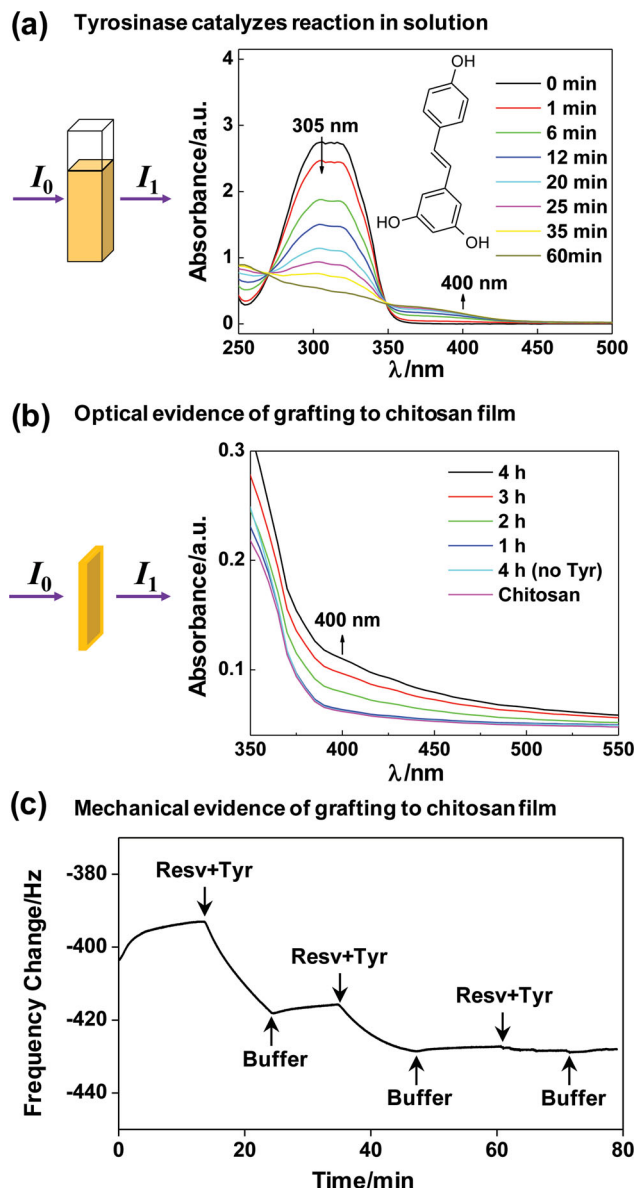 (a) Tyrosinase catalyzes reaction in solution
I0
I1
Absorbance/a.u.
4
3
2
1
0
305 nm
OH
HO
OH
0 min
1 min
6 min
12 min
20 min
25 min
35 min
60min
400 nm
250 300 350 400 450 500
λ/nm
(b) Optical evidence of grafting to chitosan film
I0
I1
Absorbance/a.u.
0.3
0.2
0.1
400 nm
4 h
3 h
2 h
1 h
4 h (no Tyr)
Chitosan
350 400 450 500 550
λ/nm
(c) Mechanical evidence of grafting to chitosan film
Frequency Change/Hz
-380
-400
-420
-440
Resv+Tyr
Resv+Tyr
Resv+Tyr
Buffer
Buffer
Buffer
0 20 40 60 80
Time/min